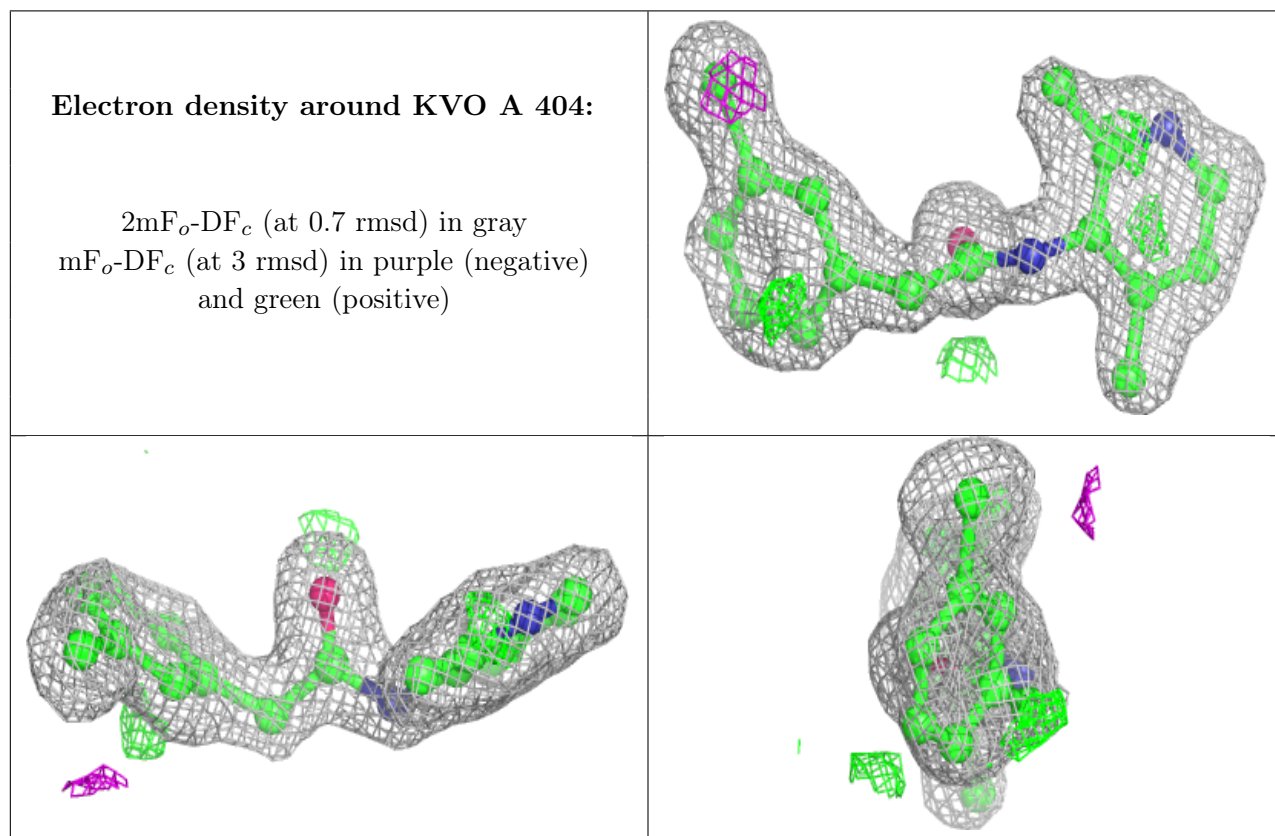 Electron density around KVO A 404:
2mFo-DFc (at 0.7 rmsd) in gray
mFo-DFc (at 3 rmsd) in purple (negative)
and green (positive)